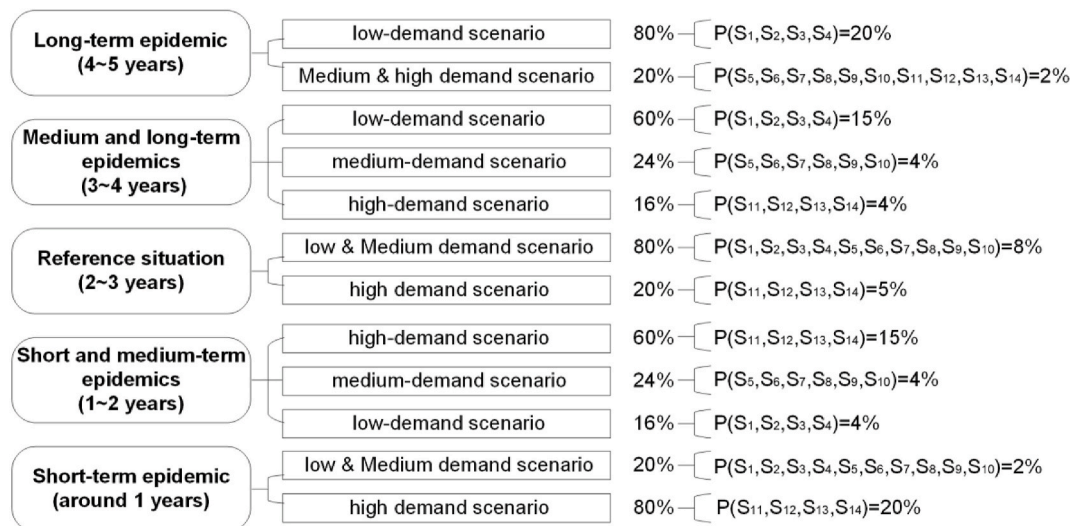 Long-term epidemic
(4~5 years)
low-demand scenario
80%
P(S₁,S₂,S₃,S₄)=20%
Medium & high demand scenario
20%
P(S₅,S₆,S₇,S₈,S₉,S₁₀,S₁₁,S₁₂,S₁₃,S₁₄)=2%
Medium and long-term
epidemics
(3~4 years)
low-demand scenario
60%
P(S₁,S₂,S₃,S₄)=15%
medium-demand scenario
24%
P(S₅,S₆,S₇,S₈,S₉,S₁₀)=4%
high-demand scenario
16%
P(S₁₁,S₁₂,S₁₃,S₁₄)=4%
Reference situation
(2~3 years)
low & Medium demand scenario
80%
P(S₁,S₂,S₃,S₄,S₅,S₆,S₇,S₈,S₉,S₁₀)=8%
high demand scenario
20%
P(S₁₁,S₁₂,S₁₃,S₁₄)=5%
Short and medium-term
epidemics
(1~2 years)
high-demand scenario
60%
P(S₁₁,S₁₂,S₁₃,S₁₄)=15%
medium-demand scenario
24%
P(S₅,S₆,S₇,S₈,S₉,S₁₀)=4%
low-demand scenario
16%
P(S₁,S₂,S₃,S₄)=4%
Short-term epidemic
(around 1 years)
low & Medium demand scenario
20%
P(S₁,S₂,S₃,S₄,S₅,S₆,S₇,S₈,S₉,S₁₀)=2%
high demand scenario
80%
P(S₁₁,S₁₂,S₁₃,S₁₄)=20%